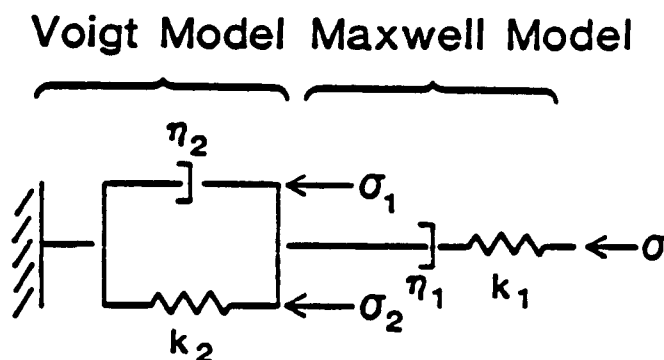 Voigt Model Maxwell Model
η₂
σ₁
σ
η₁ k₁
σ₂
k₂